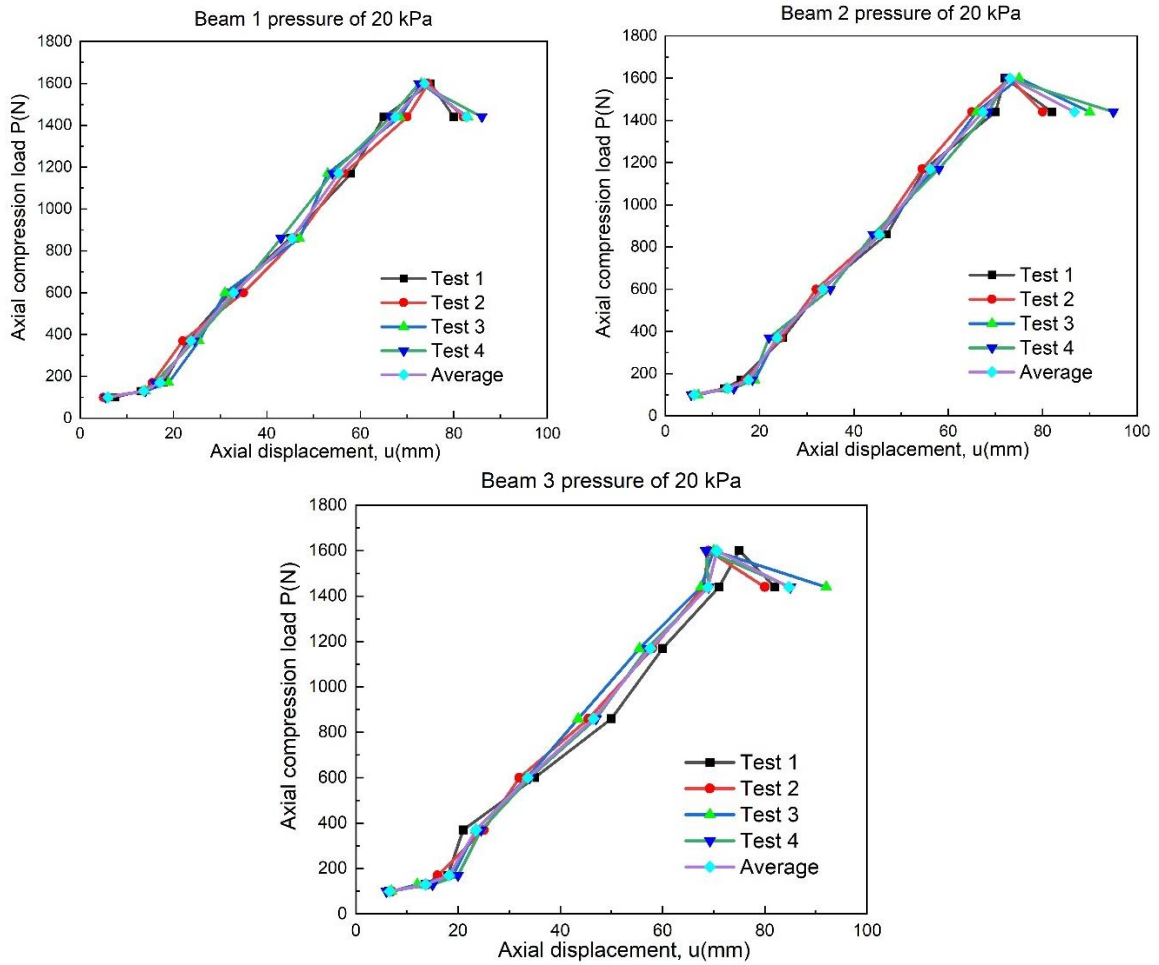 Beam 1 pressure of 20 kPa
1800
1600
1400
1200
1000
800
600
400
200
0
Axial compression load P(N)
Test 1
Test 2
Test 3
Test 4
Average
0 20 40 60 80 100
Axial displacement, u(mm)
Beam 2 pressure of 20 kPa
1800
1600
1400
1200
1000
800
600
400
200
0
Axial compression load P(N)
Test 1
Test 2
Test 3
Test 4
Average
0 20 40 60 80 100
Axial displacement, u(mm)
Beam 3 pressure of 20 kPa
1800
1600
1400
1200
1000
800
600
400
200
0
Axial compression load P(N)
Test 1
Test 2
Test 3
Test 4
Average
0 20 40 60 80 100
Axial displacement, u(mm)